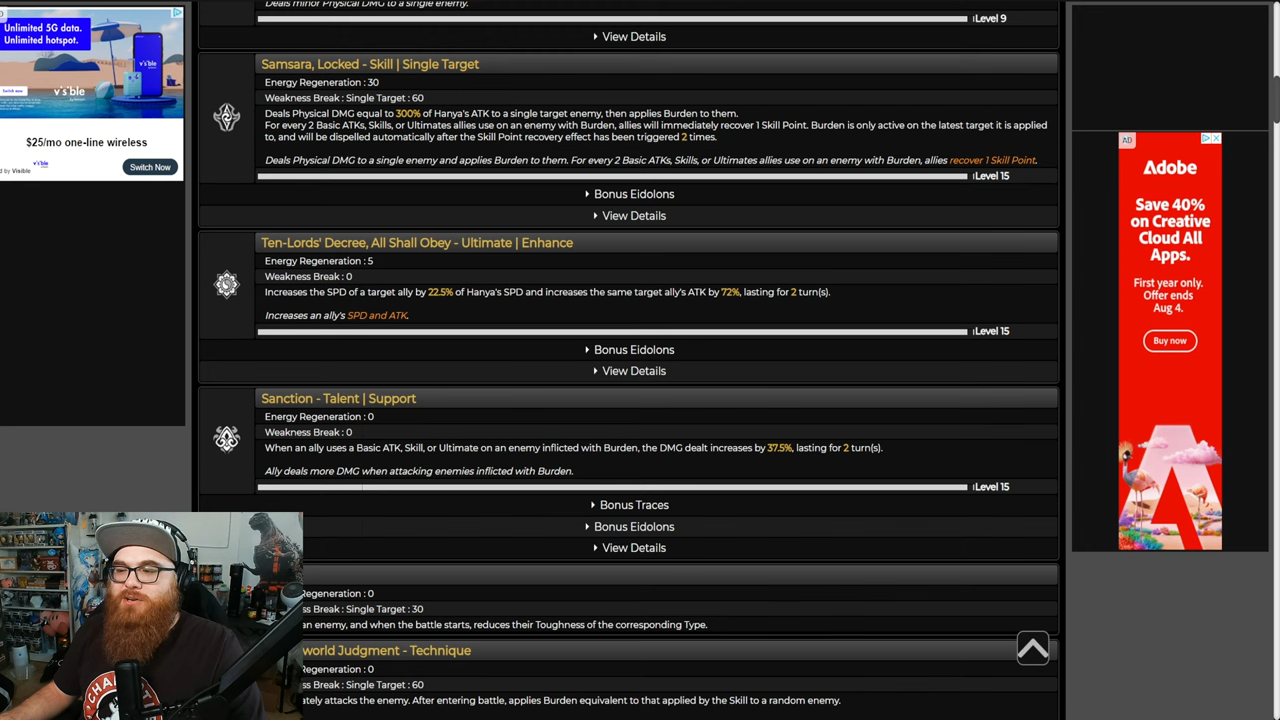 Deals minor Physical DMG to a single enemy.
Level 9
View Details
Samsara, Locked - Skill | Single Target
Energy Regeneration : 30
Weakness Break : Single Target : 60
Deals Physical DMG equal to 300% of Hanya's ATK to a single target enemy, then applies Burden to them.
For every 2 Basic ATKs, Skills, or Ultimates allies use on an enemy with Burden, allies will immediately recover 1 Skill Point. Burden is only active on the latest target it is applied
to, and will be dispelled automatically after the Skill Point recovery effect has been triggered 2 times.
Deals Physical DMG to a single enemy and applies Burden to them. For every 2 Basic ATKs, Skills, or Ultimates allies use on an enemy with Burden, allies recover 1 Skill Point.
Level 15
Bonus Eidolons
View Details
Ten-Lords' Decree, All Shall Obey - Ultimate | Enhance
Energy Regeneration : 5
Weakness Break : 0
Increases the SPD of a target ally by 22.5% of Hanya's SPD and increases the same target ally's ATK by 72%, lasting for 2 turn(s).
Increases an ally's SPD and ATK.
Level 15
Bonus Eidolons
View Details
Sanction - Talent | Support
Energy Regeneration : 0
Weakness Break : 0
When an ally uses a Basic ATK, Skill, or Ultimate on an enemy inflicted with Burden, the DMG dealt increases by 37.5%, lasting for 2 turn(s).
Ally deals more DMG when attacking enemies inflicted with Burden.
Level 15
Bonus Traces
Bonus Eidolons
View Details
Regeneration : 0
ss Break : Single Target : 30
an enemy, and when the battle starts, reduces their Toughness of the corresponding Type.
world Judgment - Technique
Regeneration : 0
ss Break : Single Target : 60
ately attacks the enemy. After entering battle, applies Burden equivalent to that applied by the Skill to a random enemy.
Unlimited 5G data.
Unlimited hotspot.
Switch now
v:s:ble
by verizon
$25/mo one-line wireless
v:s:ble
d by Visible
Switch Now
AD
Adobe
Save 40%
on Creative
Cloud All
Apps.
First year only.
Offer ends
Aug 4.
Buy now